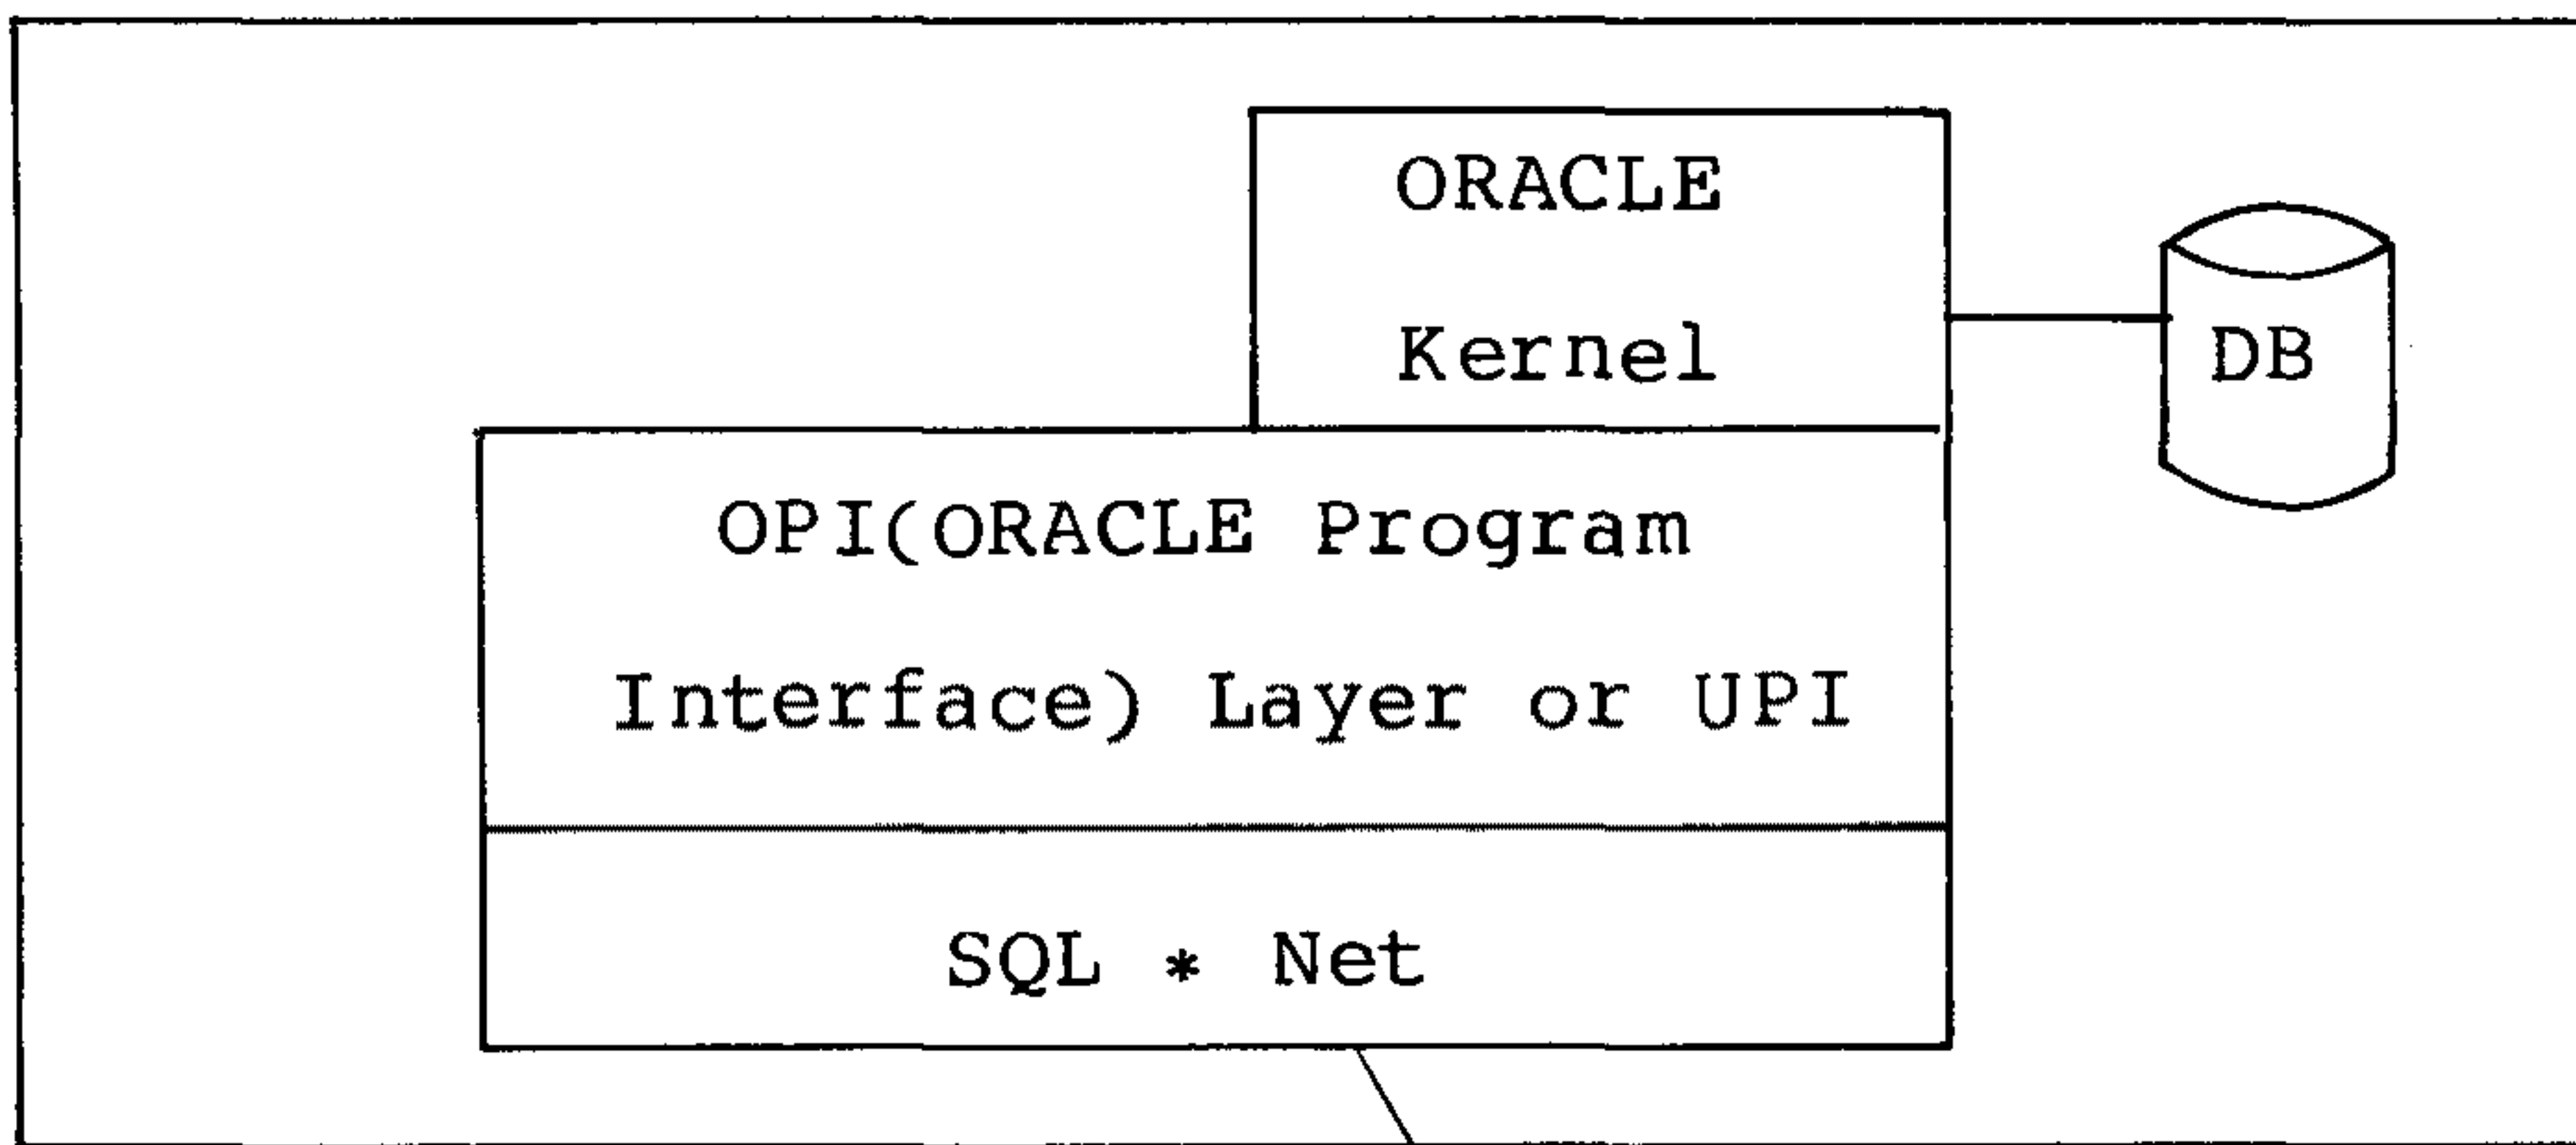 ORACLE
Kernel
DB
OPI(ORACLE Program
Interface) Layer or UPI
SQL * Net